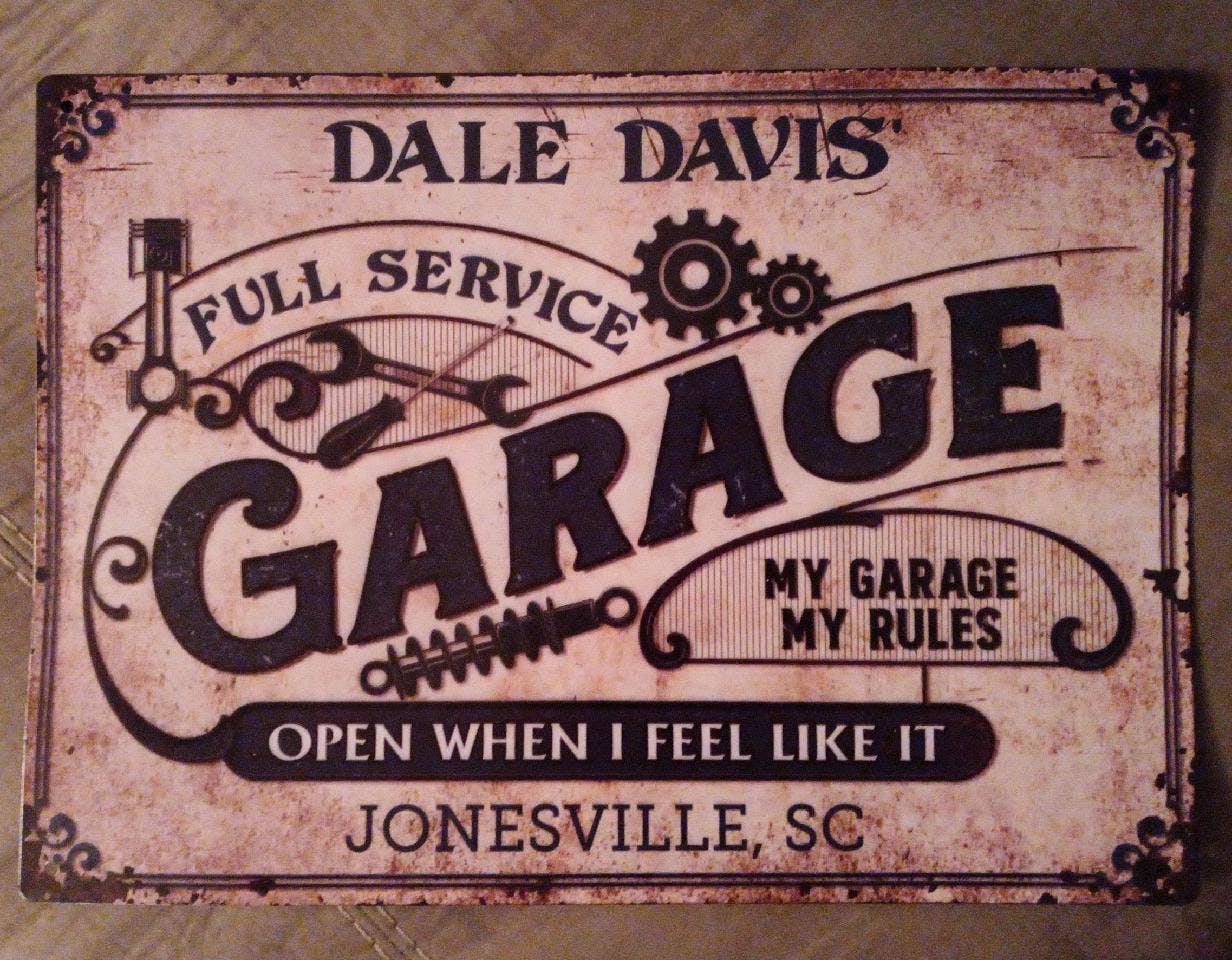 DALE DAVIS'
FULL SERVICE
GARAGE
MY GARAGE
MY RULES
OPEN WHEN I FEEL LIKE IT
JONESVILLE, SC